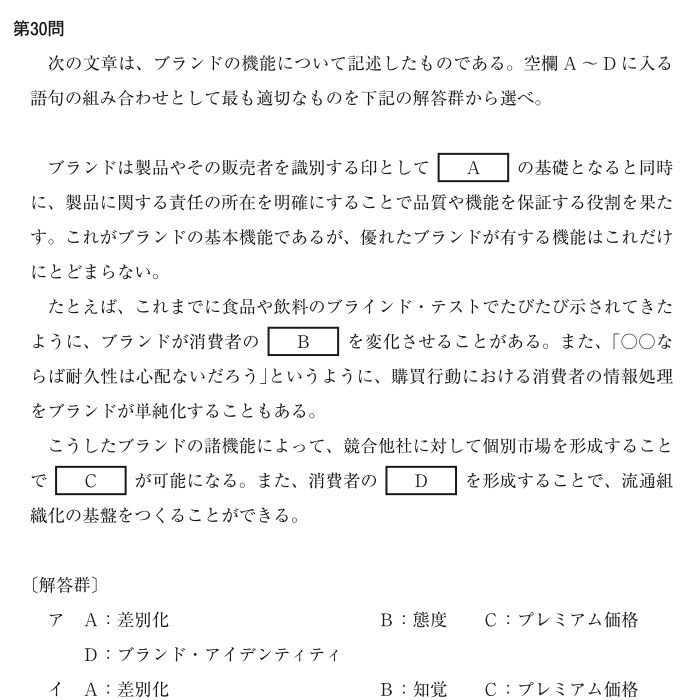 第30問
次の文章は、ブランドの機能について記述したものである。空欄 A ～ D に入る
語句の組み合わせとして最も適切なものを下記の解答群から選べ。
ブランドは製品やその販売者を識別する印として A の基礎となると同時
に、製品に関する責任の所在を明確にすることで品質や機能を保証する役割を果た
す。これがブランドの基本機能であるが、優れたブランドが有する機能はこれだけ
にとどまらない。
たとえば、これまでに食品や飲料のブラインド・テストでたびたび示されてきた
ように、ブランドが消費者の B を変化させることがある。また、「○○な
らば耐久性は心配ないだろう」というように、購買行動における消費者の情報処理
をブランドが単純化することもある。
こうしたブランドの諸機能によって、競合他社に対して個別市場を形成すること
で C が可能になる。また、消費者の D を形成することで、流通組
織化の基盤をつくることができる。
〔解答群〕
ア A：差別化 B：態度 C：プレミアム価格
D：ブランド・アイデンティティ
イ A：差別化 B：知覚 C：プレミアム価格